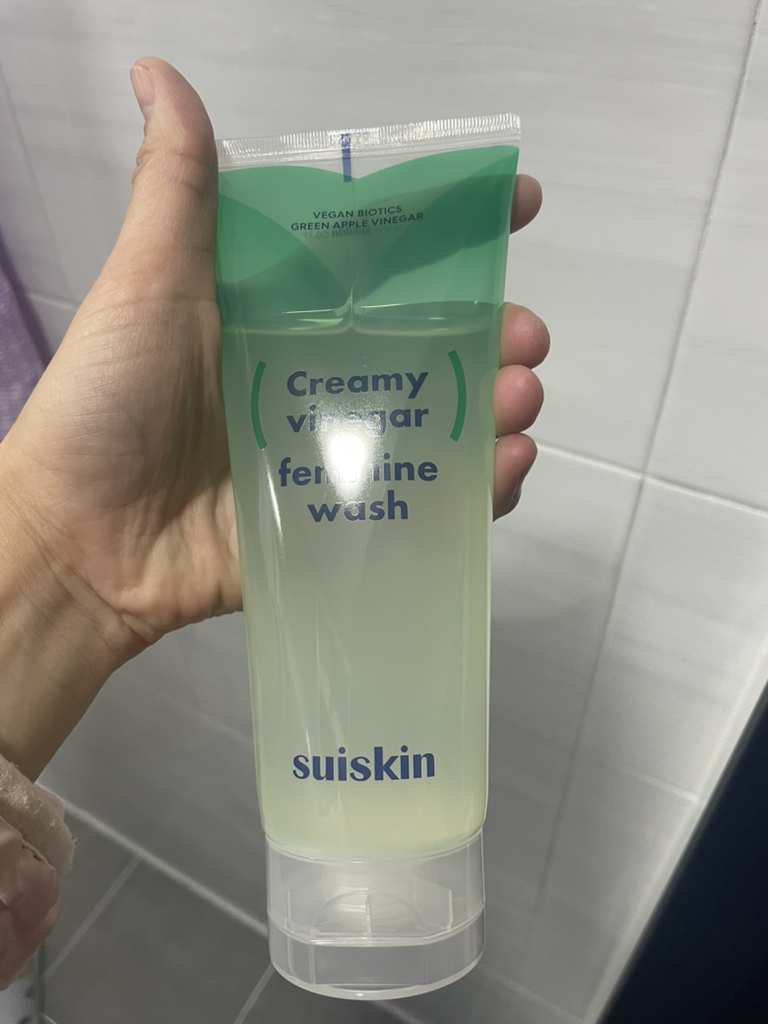 VEGAN BIOTICS
GREEN APPLE VINEGAR
(Creamy
vinegar)
feminine
wash
suiskin